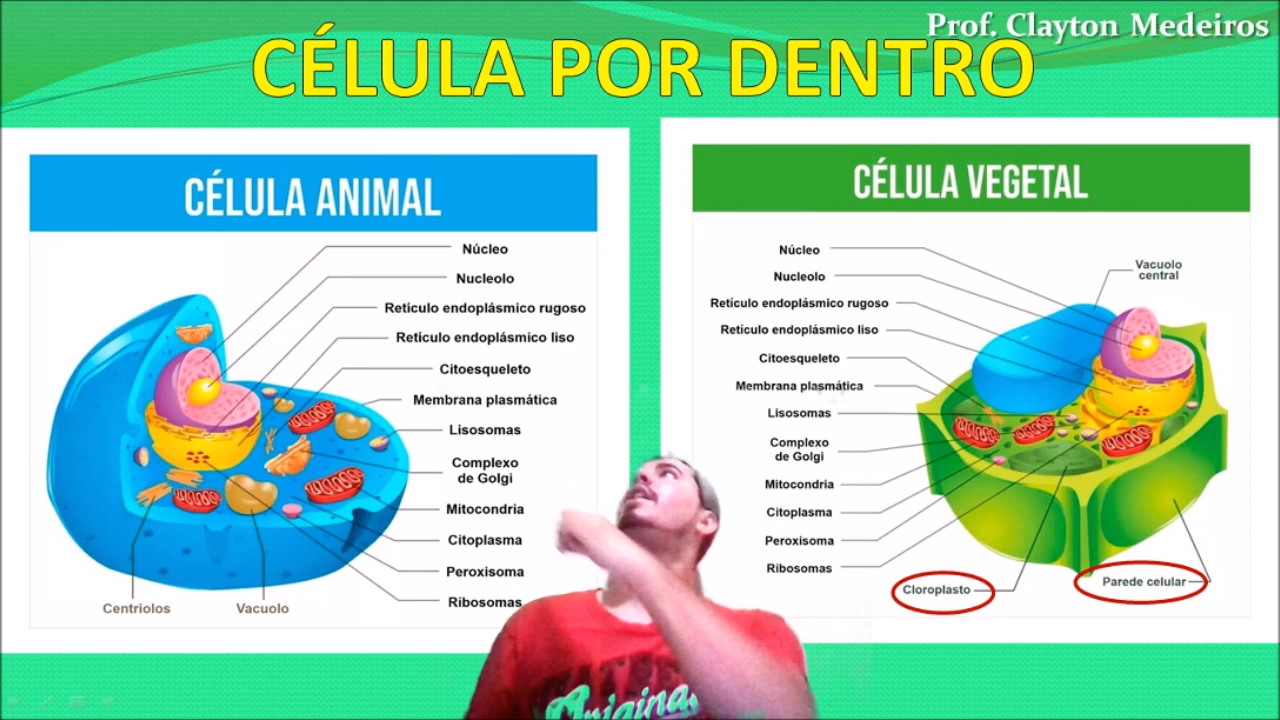 Prof. Clayton Medeiros
CÉLULA POR DENTRO
CÉLULA ANIMAL
Núcleo
Nucleolo
Retículo endoplásmico rugoso
Retículo endoplásmico liso
Citoesqueleto
Membrana plasmática
Lisosomas
Complexo
de Golgi
Mitocondria
Citoplasma
Peroxisoma
Ribosomas
Centriolos
Vacuolo
CÉLULA VEGETAL
Núcleo
Nucleolo
Retículo endoplásmico rugoso
Retículo endoplásmico liso
Citoesqueleto
Membrana plasmática
Lisosomas
Complexo
de Golgi
Mitocondria
Citoplasma
Peroxisoma
Ribosomas
Vacuolo
central
Cloroplasto
Parede celular
Original